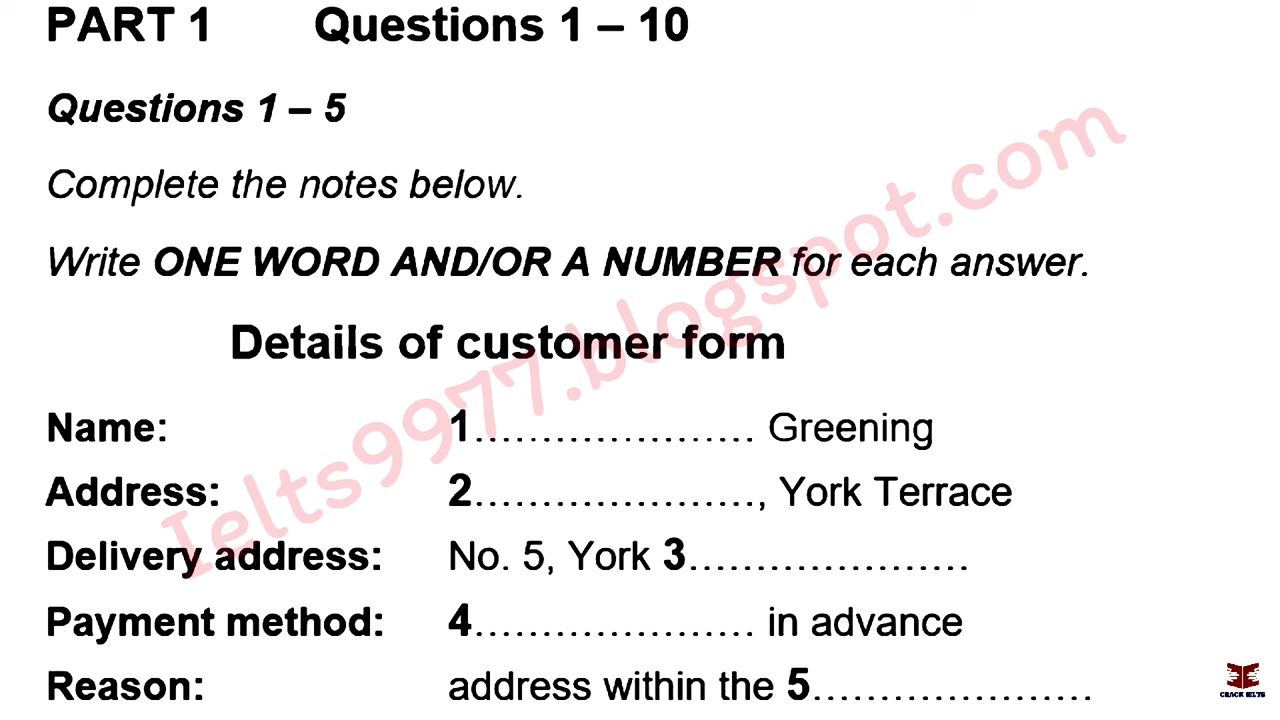 PART 1 Questions 1 – 10
Questions 1 – 5
Complete the notes below.
Write ONE WORD AND/OR A NUMBER for each answer.
Details of customer form
Name: 1..................... Greening
Address: 2....................., York Terrace
Delivery address: No. 5, York 3.....................
Payment method: 4..................... in advance
Reason: address within the 5.....................
Ielts9977.blogspot.com
CRACK IELTS